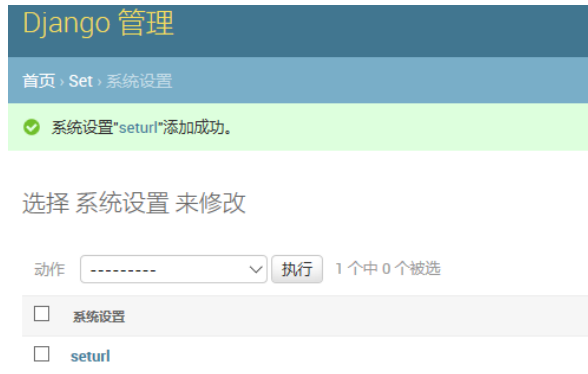 Django 管理
首页 › Set › 系统设置
系统设置"seturl"添加成功。
选择 系统设置 来修改
动作 --------- 执行 1 个中 0 个被选
系统设置
seturl